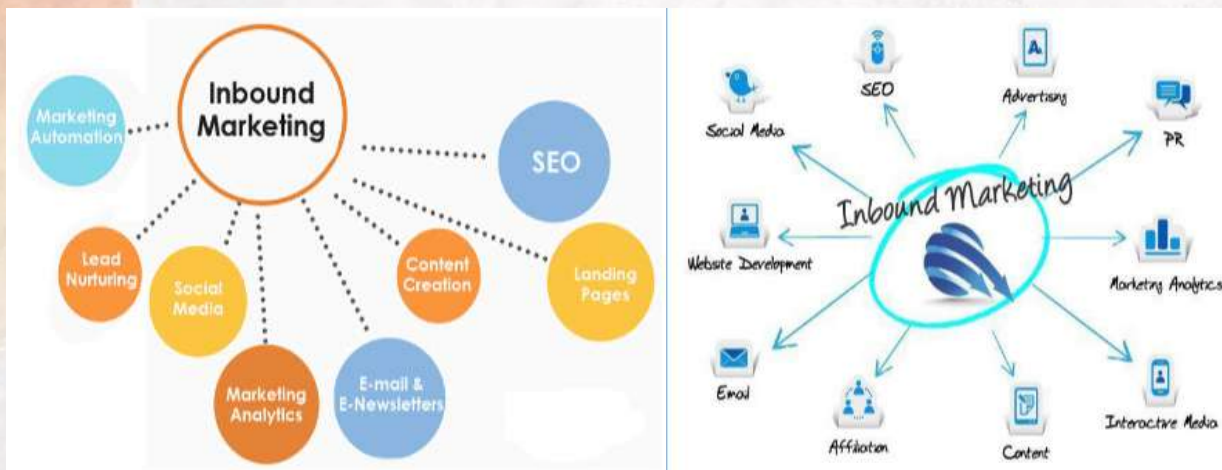 Inbound
Marketing
Marketing
Automation
SEO
Lead
Nurturing
Social
Media
Content
Creation
Landing
Pages
Marketing
Analytics
E-mail &
E-Newsletters
Inbound Marketing
Social Media
SEO
Advertising
PR
Website Development
Marketing Analytics
Email
Affiliation
Content
Interactive Media